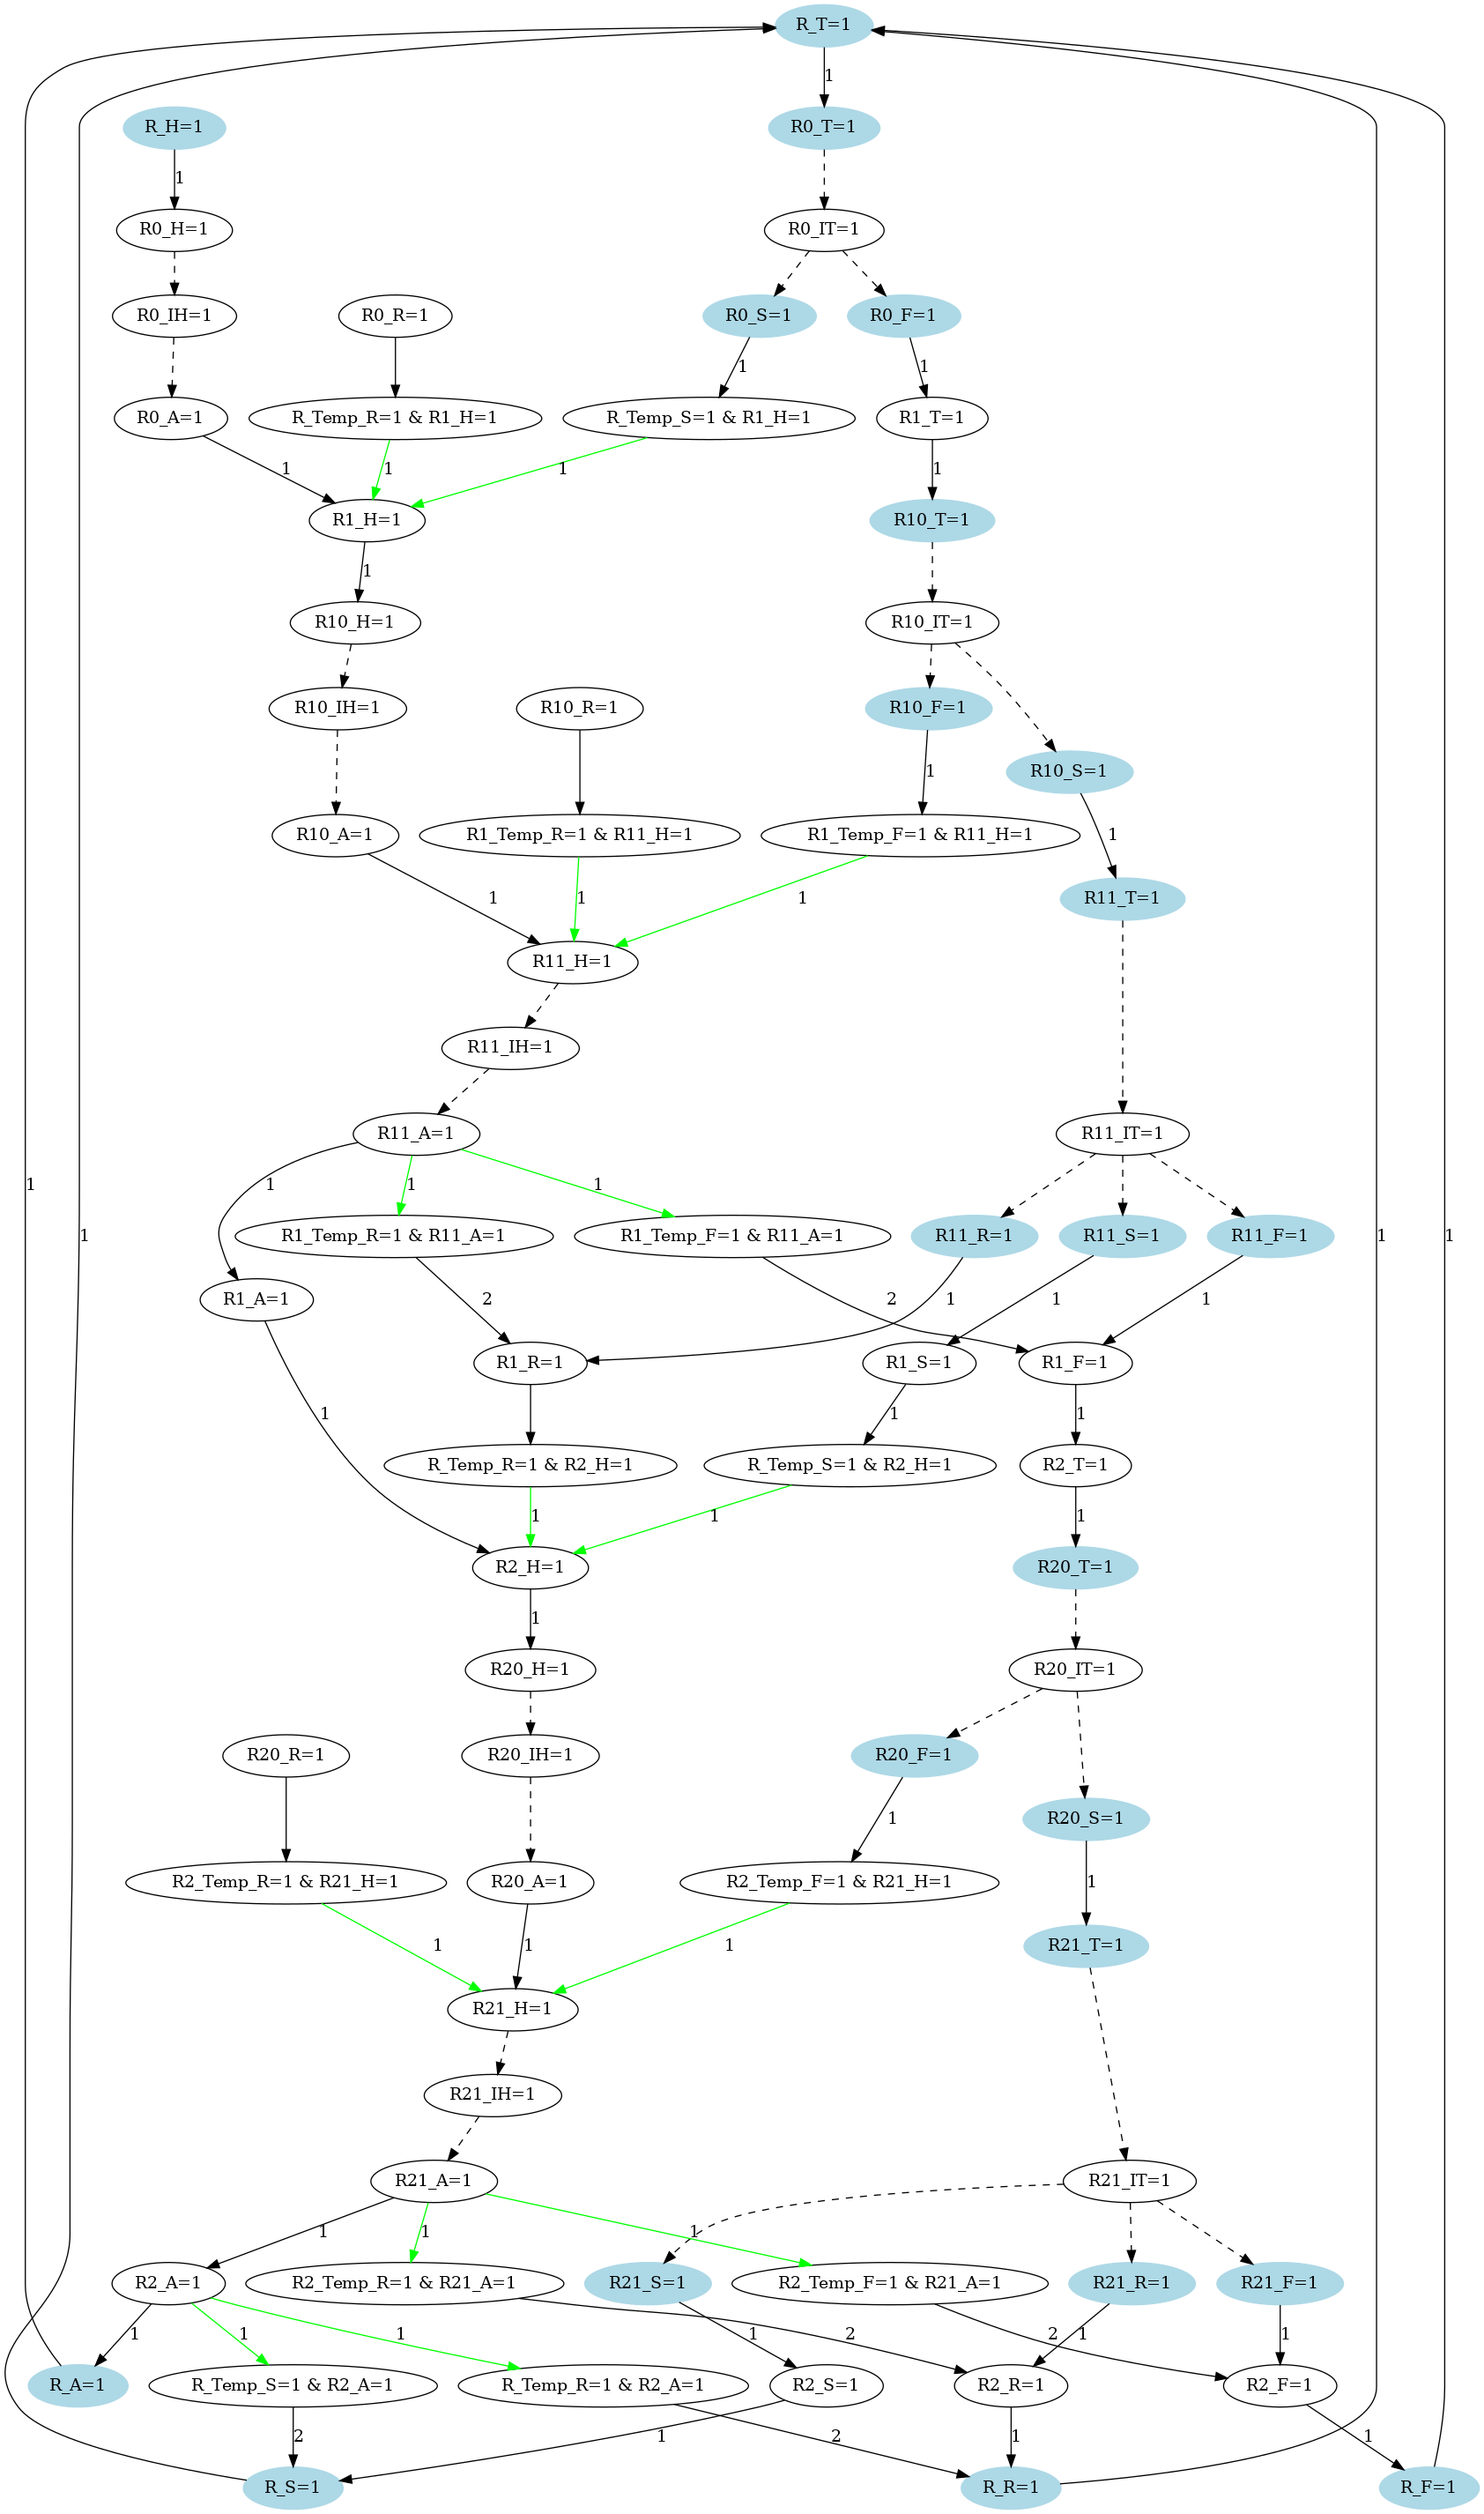 R_T=1
1
R_H=1
R0_T=1
1
R0_H=1
R0_IT=1
R0_IH=1
R0_R=1
R0_S=1
R0_F=1
1
1
R0_A=1
R_Temp_R=1 & R1_H=1
R_Temp_S=1 & R1_H=1
R1_T=1
1
1
1
1
R1_H=1
R10_T=1
1
R10_H=1
R10_IT=1
R10_IH=1
R10_R=1
R10_F=1
R10_S=1
1
1
R10_A=1
R1_Temp_R=1 & R11_H=1
R1_Temp_F=1 & R11_H=1
1
1
1
R11_T=1
R11_H=1
R11_IH=1
R11_A=1
R11_IT=1
1
1
1
1
1
1
1
R1_Temp_R=1 & R11_A=1
R1_Temp_F=1 & R11_A=1
R11_R=1
R11_S=1
R11_F=1
R1_A=1
2
2
1
1
1
R1_R=1
R1_S=1
R1_F=1
1
1
1
R_Temp_R=1 & R2_H=1
R_Temp_S=1 & R2_H=1
R2_T=1
1
1
1
R2_H=1
R20_T=1
1
R20_H=1
R20_IT=1
R20_R=1
R20_IH=1
R20_F=1
R20_S=1
1
R2_Temp_R=1 & R21_H=1
R20_A=1
R2_Temp_F=1 & R21_H=1
1
1
1
1
R21_T=1
R21_H=1
R21_IH=1
R21_A=1
R21_IT=1
1
1
1
R2_A=1
R2_Temp_R=1 & R21_A=1
R21_S=1
R2_Temp_F=1 & R21_A=1
R21_R=1
R21_F=1
1
1
1
1
2
2
1
1
R_A=1
R_Temp_S=1 & R2_A=1
R_Temp_R=1 & R2_A=1
R2_S=1
R2_R=1
R2_F=1
2
1
2
1
1
R_S=1
R_R=1
R_F=1